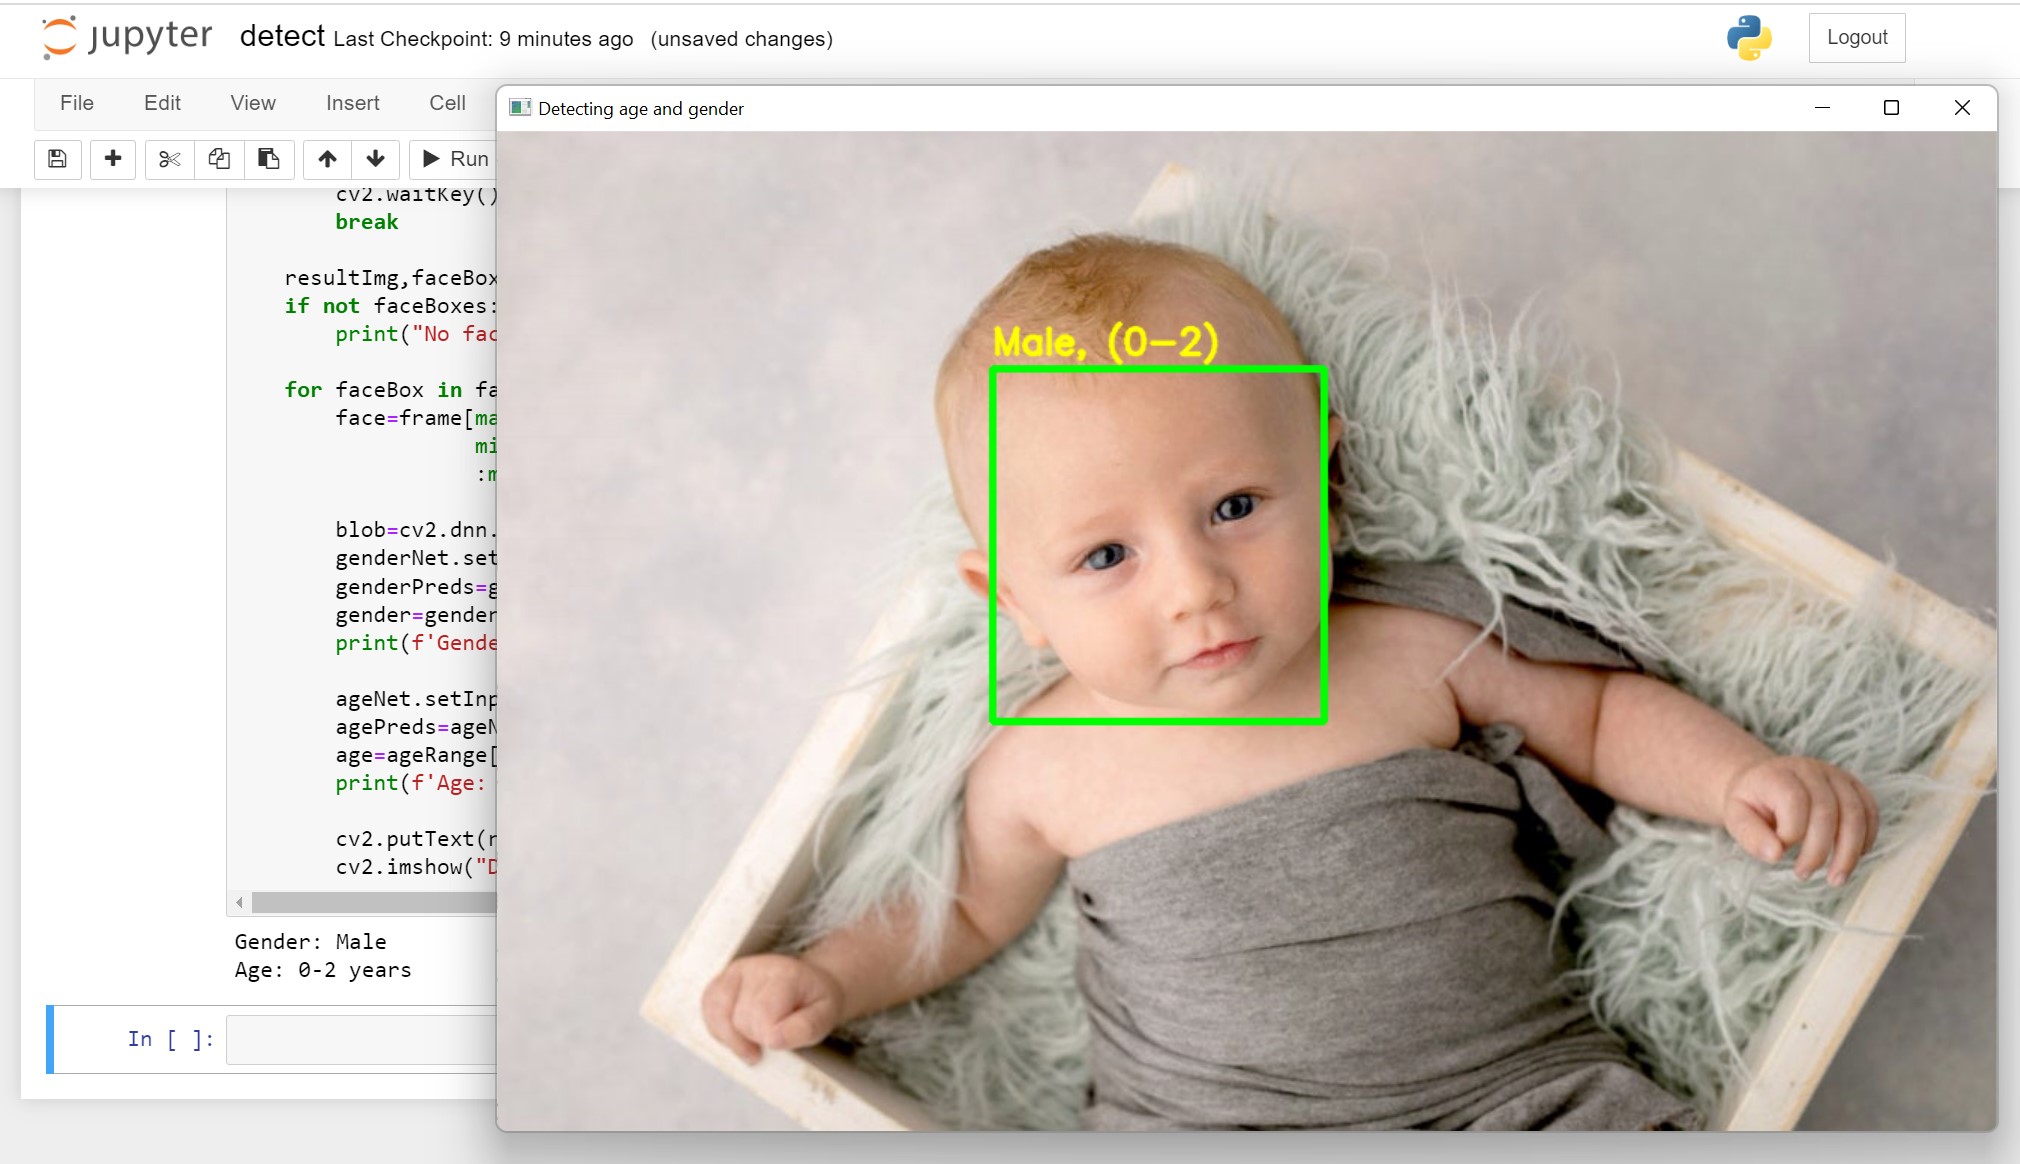 jupyter detect Last Checkpoint: 9 minutes ago (unsaved changes)
Logout
File Edit View Insert Cell
Run
Detecting age and gender
cv2.waitKey()
break
resultImg,faceBox
if not faceBoxes:
print("No fac
for faceBox in fa
face=frame[ma
mi
:m
blob=cv2.dnn.
genderNet.set
genderPreds=g
gender=gender
print(f'Gende
ageNet.setInp
agePreds=ageN
age=ageRange[
print(f'Age:
cv2.putText(r
cv2.imshow("D
Gender: Male
Age: 0-2 years
In [ ]:
Male, (0-2)